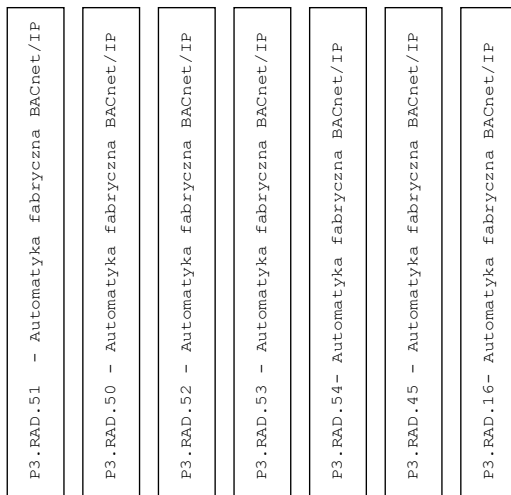 P3.RAD.51  - Automatyka fabryczna BACnet/IP
P3.RAD.50 - Automatyka fabryczna BACnet/IP
P3.RAD.52 - Automatyka fabryczna BACnet/IP
P3.RAD.53 - Automatyka fabryczna BACnet/IP
P3.RAD.54- Automatyka fabryczna BACnet/IP
P3.RAD.45 - Automatyka fabryczna BACnet/IP
P3.RAD.16- Automatyka fabryczna BACnet/IP